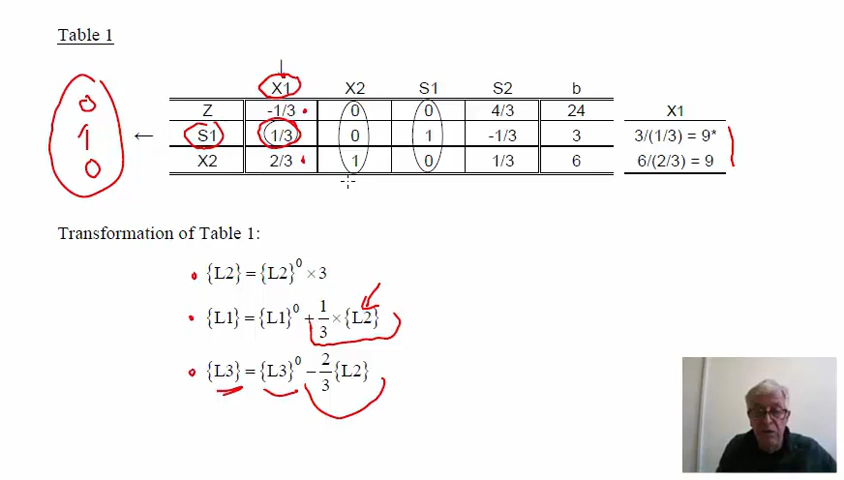 Table 1
X1 X2 S1 S2 b
Z -1/3 0 0 4/3 24 X1
0
S1 1/3 0 1 -1/3 3 3/(1/3) = 9*
1 ←
X2 2/3 1 0 1/3 6 6/(2/3) = 9
0
Transformation of Table 1:
{L2} = {L2}⁰ × 3
{L1} = {L1}⁰ + 1/3 × {L2}
{L3} = {L3}⁰ − 2/3 {L2}